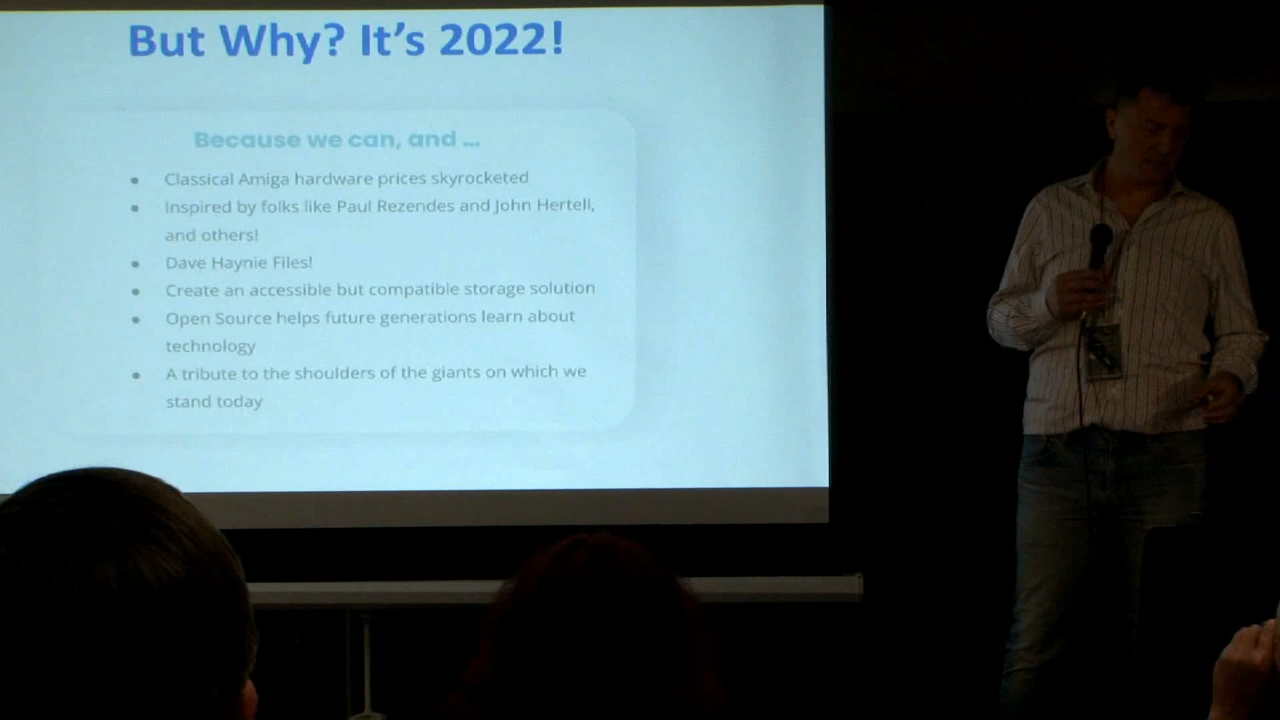 But Why? It's 2022!
Because we can, and ...
• Classical Amiga hardware prices skyrocketed
• Inspired by folks like Paul Rezendes and John Hertell,
and others!
• Dave Haynie Files!
• Create an accessible but compatible storage solution
• Open Source helps future generations learn about
technology
• A tribute to the shoulders of the giants on which we
stand today